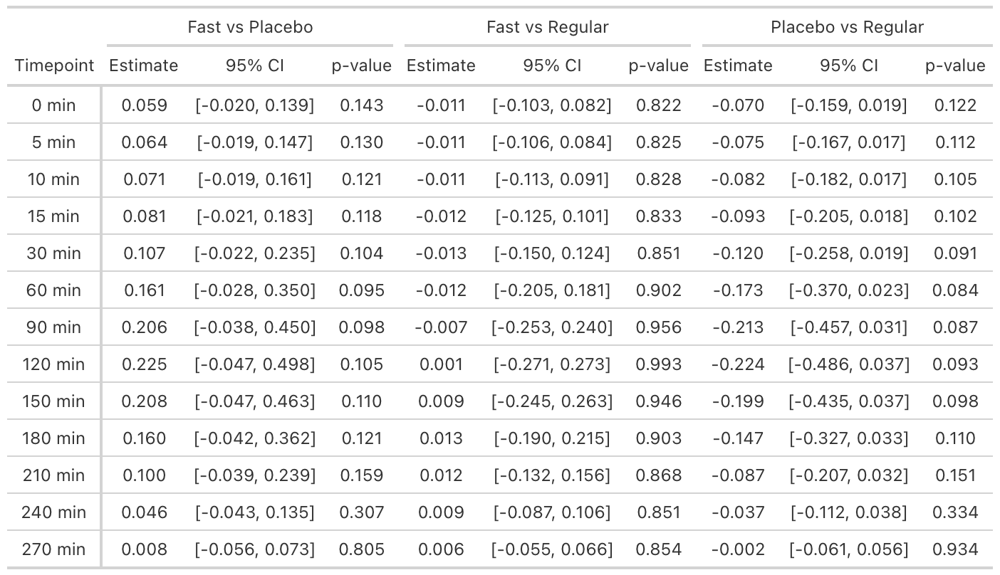 Fast vs Placebo Fast vs Regular Placebo vs Regular
Timepoint Estimate 95% CI p-value Estimate 95% CI p-value Estimate 95% CI p-value
0 min 0.059 [-0.020, 0.139] 0.143 -0.011 [-0.103, 0.082] 0.822 -0.070 [-0.159, 0.019] 0.122
5 min 0.064 [-0.019, 0.147] 0.130 -0.011 [-0.106, 0.084] 0.825 -0.075 [-0.167, 0.017] 0.112
10 min 0.071 [-0.019, 0.161] 0.121 -0.011 [-0.113, 0.091] 0.828 -0.082 [-0.182, 0.017] 0.105
15 min 0.081 [-0.021, 0.183] 0.118 -0.012 [-0.125, 0.101] 0.833 -0.093 [-0.205, 0.018] 0.102
30 min 0.107 [-0.022, 0.235] 0.104 -0.013 [-0.150, 0.124] 0.851 -0.120 [-0.258, 0.019] 0.091
60 min 0.161 [-0.028, 0.350] 0.095 -0.012 [-0.205, 0.181] 0.902 -0.173 [-0.370, 0.023] 0.084
90 min 0.206 [-0.038, 0.450] 0.098 -0.007 [-0.253, 0.240] 0.956 -0.213 [-0.457, 0.031] 0.087
120 min 0.225 [-0.047, 0.498] 0.105 0.001 [-0.271, 0.273] 0.993 -0.224 [-0.486, 0.037] 0.093
150 min 0.208 [-0.047, 0.463] 0.110 0.009 [-0.245, 0.263] 0.946 -0.199 [-0.435, 0.037] 0.098
180 min 0.160 [-0.042, 0.362] 0.121 0.013 [-0.190, 0.215] 0.903 -0.147 [-0.327, 0.033] 0.110
210 min 0.100 [-0.039, 0.239] 0.159 0.012 [-0.132, 0.156] 0.868 -0.087 [-0.207, 0.032] 0.151
240 min 0.046 [-0.043, 0.135] 0.307 0.009 [-0.087, 0.106] 0.851 -0.037 [-0.112, 0.038] 0.334
270 min 0.008 [-0.056, 0.073] 0.805 0.006 [-0.055, 0.066] 0.854 -0.002 [-0.061, 0.056] 0.934